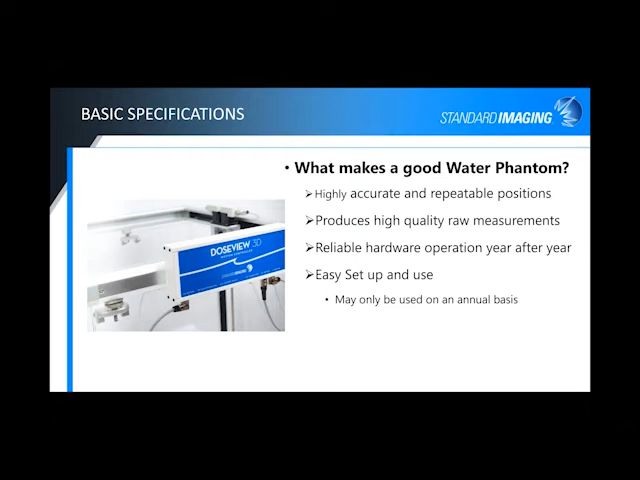 BASIC SPECIFICATIONS
STANDARD IMAGING
• What makes a good Water Phantom?
➢Highly accurate and repeatable positions
➢Produces high quality raw measurements
➢Reliable hardware operation year after year
➢Easy Set up and use
• May only be used on an annual basis
DOSEVIEW 3D